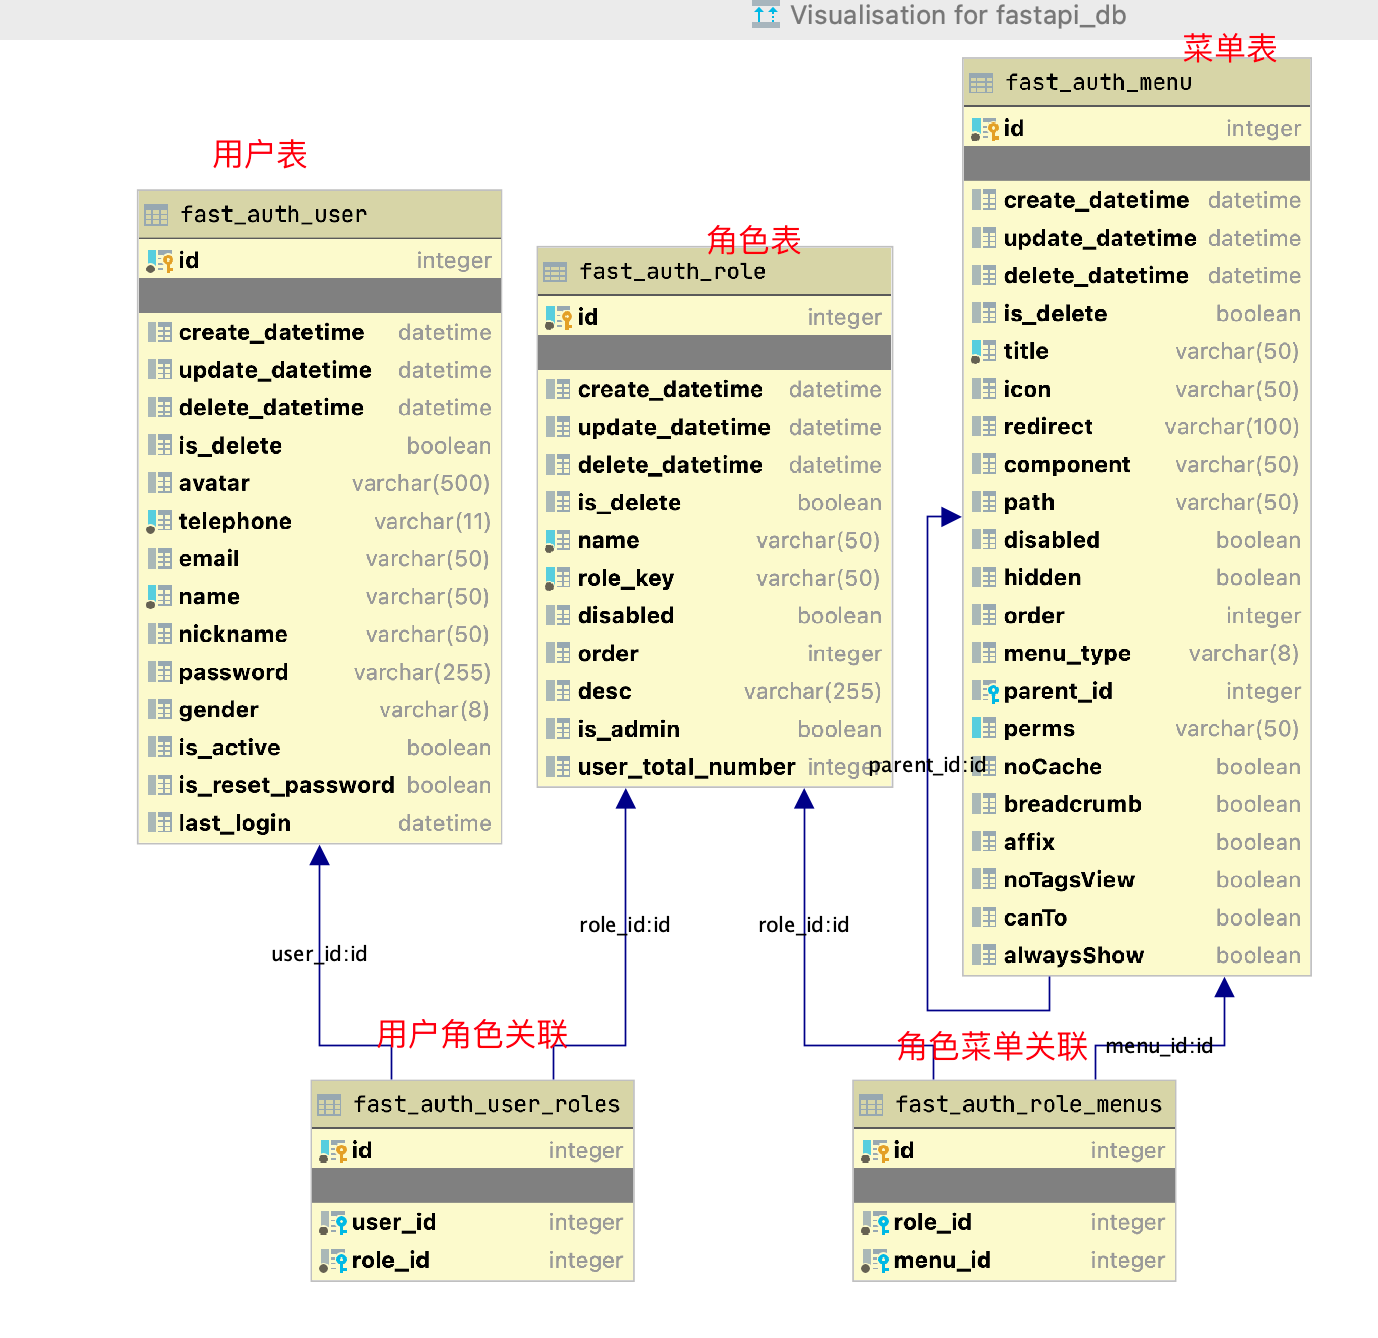 Visualisation for fastapi_db
用户表
fast_auth_user
id integer
create_datetime datetime
update_datetime datetime
delete_datetime datetime
is_delete boolean
avatar varchar(500)
telephone varchar(11)
email varchar(50)
name varchar(50)
nickname varchar(50)
password varchar(255)
gender varchar(8)
is_active boolean
is_reset_password boolean
last_login datetime
角色表
fast_auth_role
id integer
create_datetime datetime
update_datetime datetime
delete_datetime datetime
is_delete boolean
name varchar(50)
role_key varchar(50)
disabled boolean
order integer
desc varchar(255)
is_admin boolean
user_total_number integer
菜单表
fast_auth_menu
id integer
create_datetime datetime
update_datetime datetime
delete_datetime datetime
is_delete boolean
title varchar(50)
icon varchar(50)
redirect varchar(100)
component varchar(50)
path varchar(50)
disabled boolean
hidden boolean
order integer
menu_type varchar(8)
parent_id integer
perms varchar(50)
noCache boolean
breadcrumb boolean
affix boolean
noTagsView boolean
canTo boolean
alwaysShow boolean
parent_id:id
user_id:id
role_id:id
role_id:id
menu_id:id
用户角色关联
fast_auth_user_roles
id integer
user_id integer
role_id integer
角色菜单关联
fast_auth_role_menus
id integer
role_id integer
menu_id integer